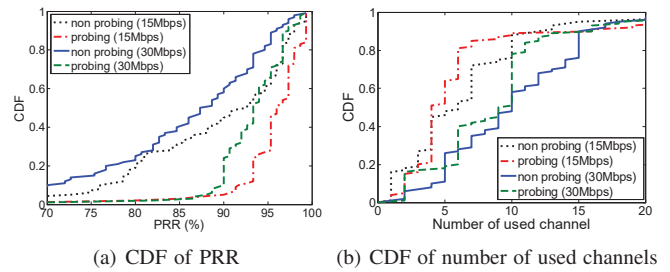 1
0.8
0.6
0.4
0.2
0
CDF
non probing (15Mbps)
probing (15Mbps)
non probing (30Mbps)
probing (30Mbps)
70 75 80 85 90 95 100
PRR (%)
(a) CDF of PRR
1
0.8
0.6
0.4
0.2
0
CDF
non probing (15Mbps)
probing (15Mbps)
non probing (30Mbps)
probing (30Mbps)
0 5 10 15 20
Number of used channel
(b) CDF of number of used channels